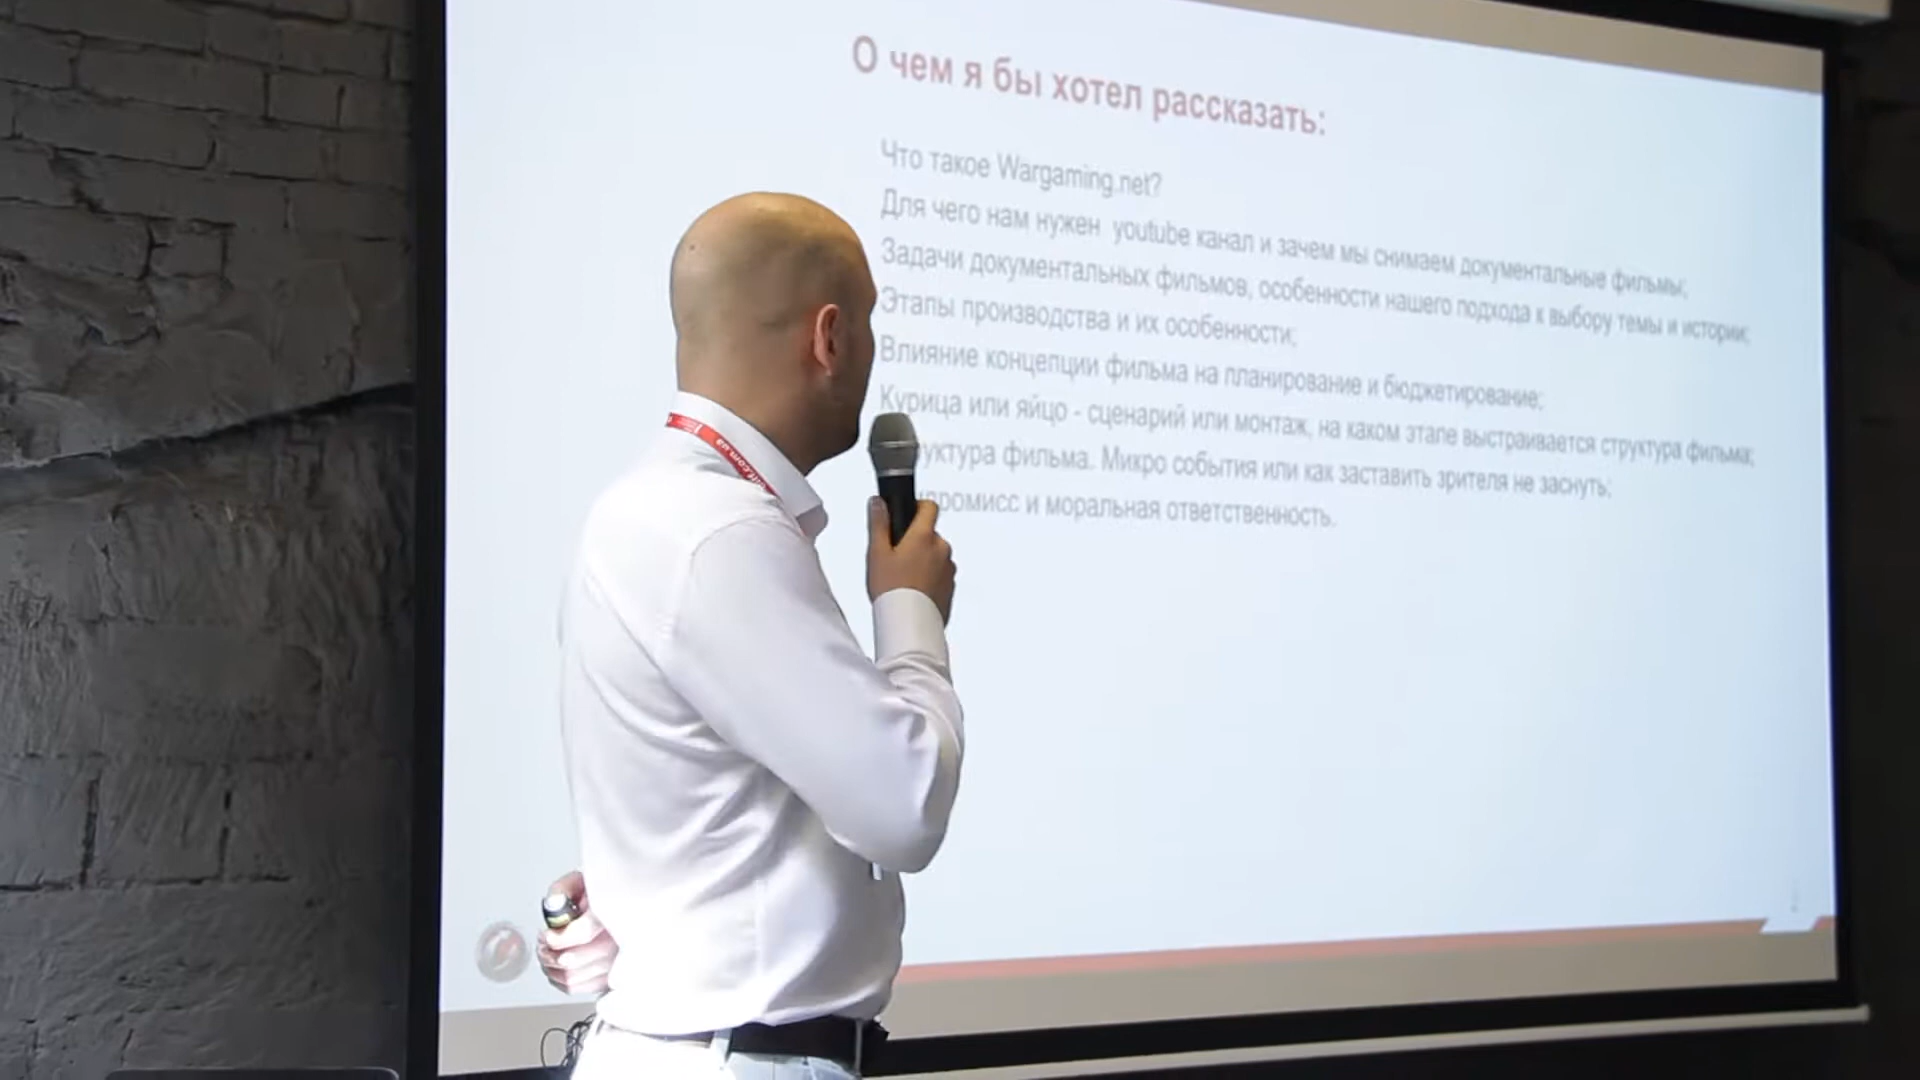 О чем я бы хотел рассказать:
Что такое Wargaming.net?
Для чего нам нужен youtube канал и зачем мы снимаем документальные фильмы;
Задачи документальных фильмов, особенности нашего подхода к выбору темы и истории;
Этапы производства и их особенности;
Влияние концепции фильма на планирование и бюджетирование;
Курица или яйцо - сценарий или монтаж, на каком этапе выстраивается структура фильма;
уктура фильма. Микро события или как заставить зрителя не заснуть;
промисс и моральная ответственность.
.com.ua